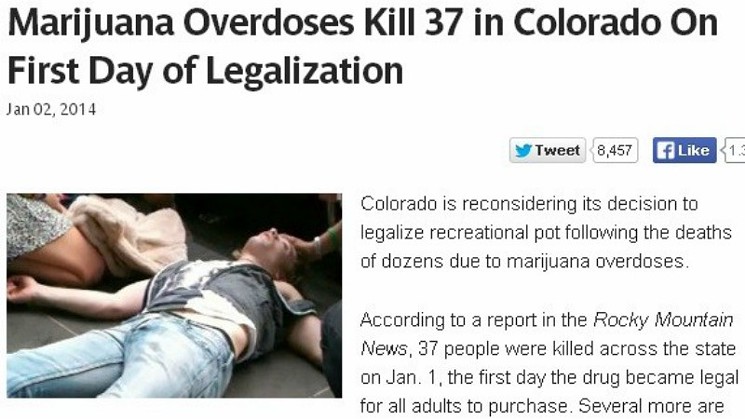 Marijuana Overdoses Kill 37 in Colorado On
First Day of Legalization
Jan 02, 2014
Tweet 8,457 Like
Colorado is reconsidering its decision to
legalize recreational pot following the deaths
of dozens due to marijuana overdoses.
According to a report in the Rocky Mountain
News, 37 people were killed across the state
on Jan. 1, the first day the drug became legal
for all adults to purchase. Several more are